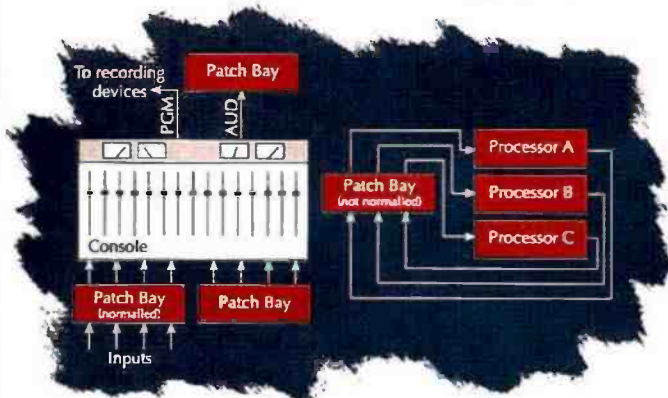 To recording
devices
PGM
AUD
Patch Bay
Console
Patch Bay
(normalled)
Patch Bay
Inputs
Patch Bay
(not normalled)
Processor A
Processor B
Processor C